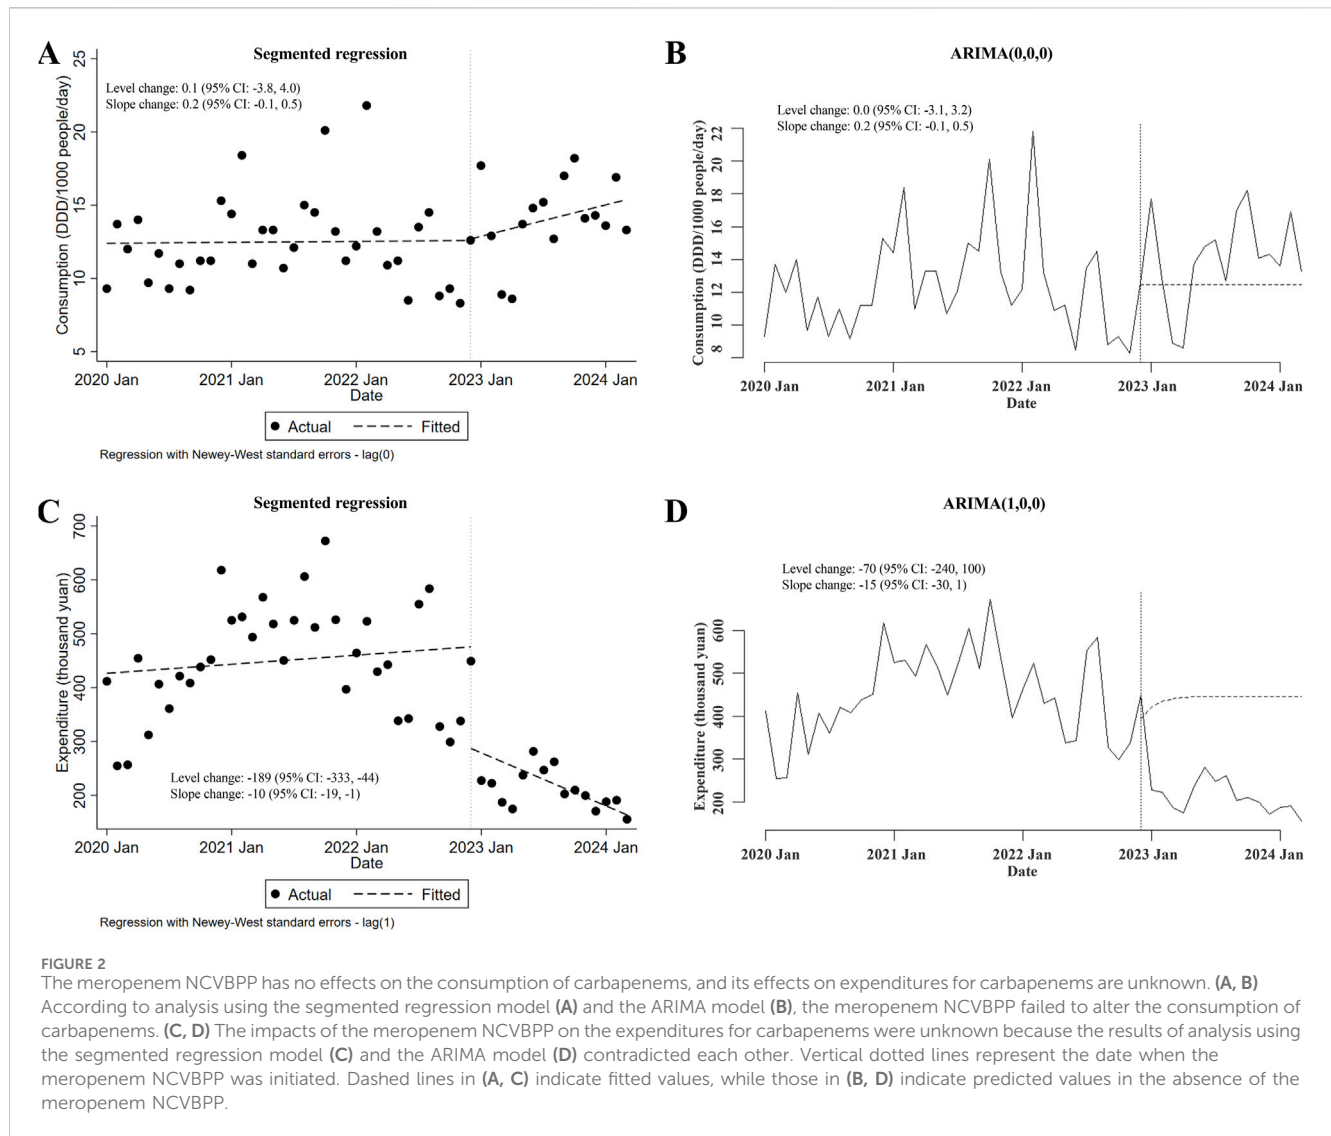 A
Segmented regression
Level change: 0.1 (95% CI: -3.8, 4.0)
Slope change: 0.2 (95% CI: -0.1, 0.5)
Consumption (DDD/1000 people/day)
25
20
15
10
5
2020 Jan 2021 Jan 2022 Jan 2023 Jan 2024 Jan
Date
Actual Fitted
Regression with Newey-West standard errors - lag(0)
B
ARIMA(0,0,0)
Level change: 0.0 (95% CI: -3.1, 3.2)
Slope change: 0.2 (95% CI: -0.1, 0.5)
Consumption (DDD/1000 people/day)
22
20
18
16
14
12
10
8
2020 Jan 2021 Jan 2022 Jan 2023 Jan 2024 Jan
Date
C
Segmented regression
Expenditure (thousand yuan)
700
600
500
400
300
200
Level change: -189 (95% CI: -333, -44)
Slope change: -10 (95% CI: -19, -1)
2020 Jan 2021 Jan 2022 Jan 2023 Jan 2024 Jan
Date
Actual Fitted
Regression with Newey-West standard errors - lag(1)
D
ARIMA(1,0,0)
Level change: -70 (95% CI: -240, 100)
Slope change: -15 (95% CI: -30, 1)
Expenditure (thousand yuan)
600
500
400
300
200
2020 Jan 2021 Jan 2022 Jan 2023 Jan 2024 Jan
Date
FIGURE 2
The meropenem NCVBPP has no effects on the consumption of carbapenems, and its effects on expenditures for carbapenems are unknown. (A, B)
According to analysis using the segmented regression model (A) and the ARIMA model (B), the meropenem NCVBPP failed to alter the consumption of
carbapenems. (C, D) The impacts of the meropenem NCVBPP on the expenditures for carbapenems were unknown because the results of analysis using
the segmented regression model (C) and the ARIMA model (D) contradicted each other. Vertical dotted lines represent the date when the
meropenem NCVBPP was initiated. Dashed lines in (A, C) indicate fitted values, while those in (B, D) indicate predicted values in the absence of the
meropenem NCVBPP.